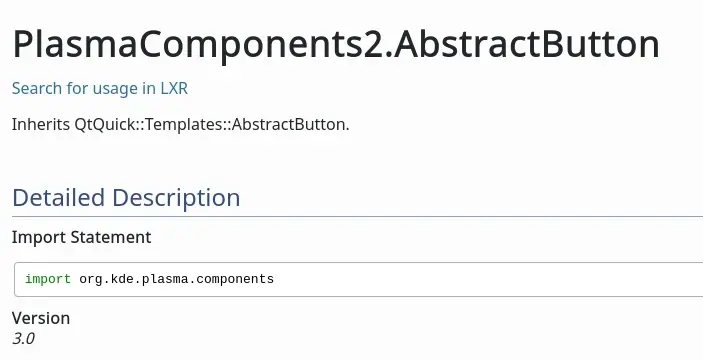 PlasmaComponents2.AbstractButton
Search for usage in LXR
Inherits QtQuick::Templates::AbstractButton.
Detailed Description
Import Statement
import org.kde.plasma.components
Version
3.0